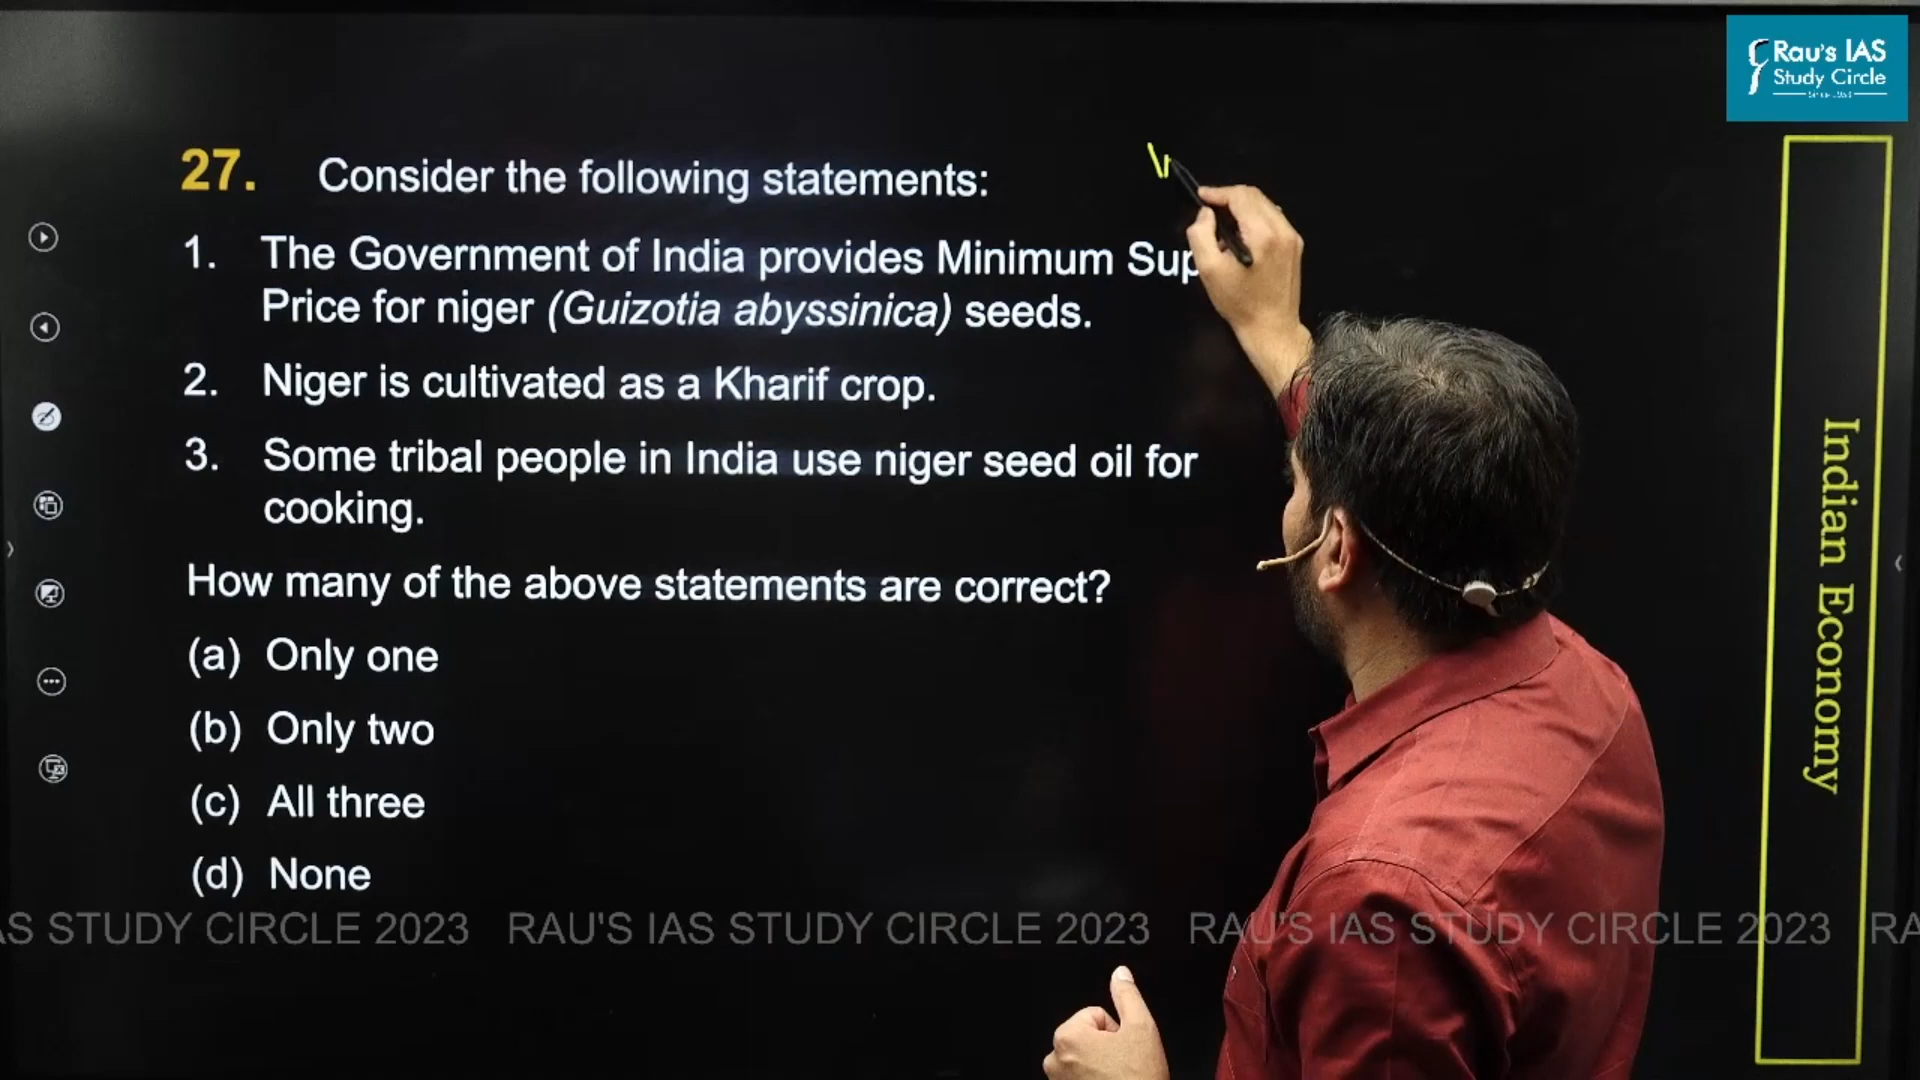 Rau's IAS
Study Circle
27. Consider the following statements:
1. The Government of India provides Minimum Sup
Price for niger (Guizotia abyssinica) seeds.
2. Niger is cultivated as a Kharif crop.
3. Some tribal people in India use niger seed oil for
cooking.
How many of the above statements are correct?
(a) Only one
(b) Only two
(c) All three
(d) None
Indian Economy
AS STUDY CIRCLE 2023 RAU'S IAS STUDY CIRCLE 2023 RAU'S IAS STUDY CIRCLE 2023 RA